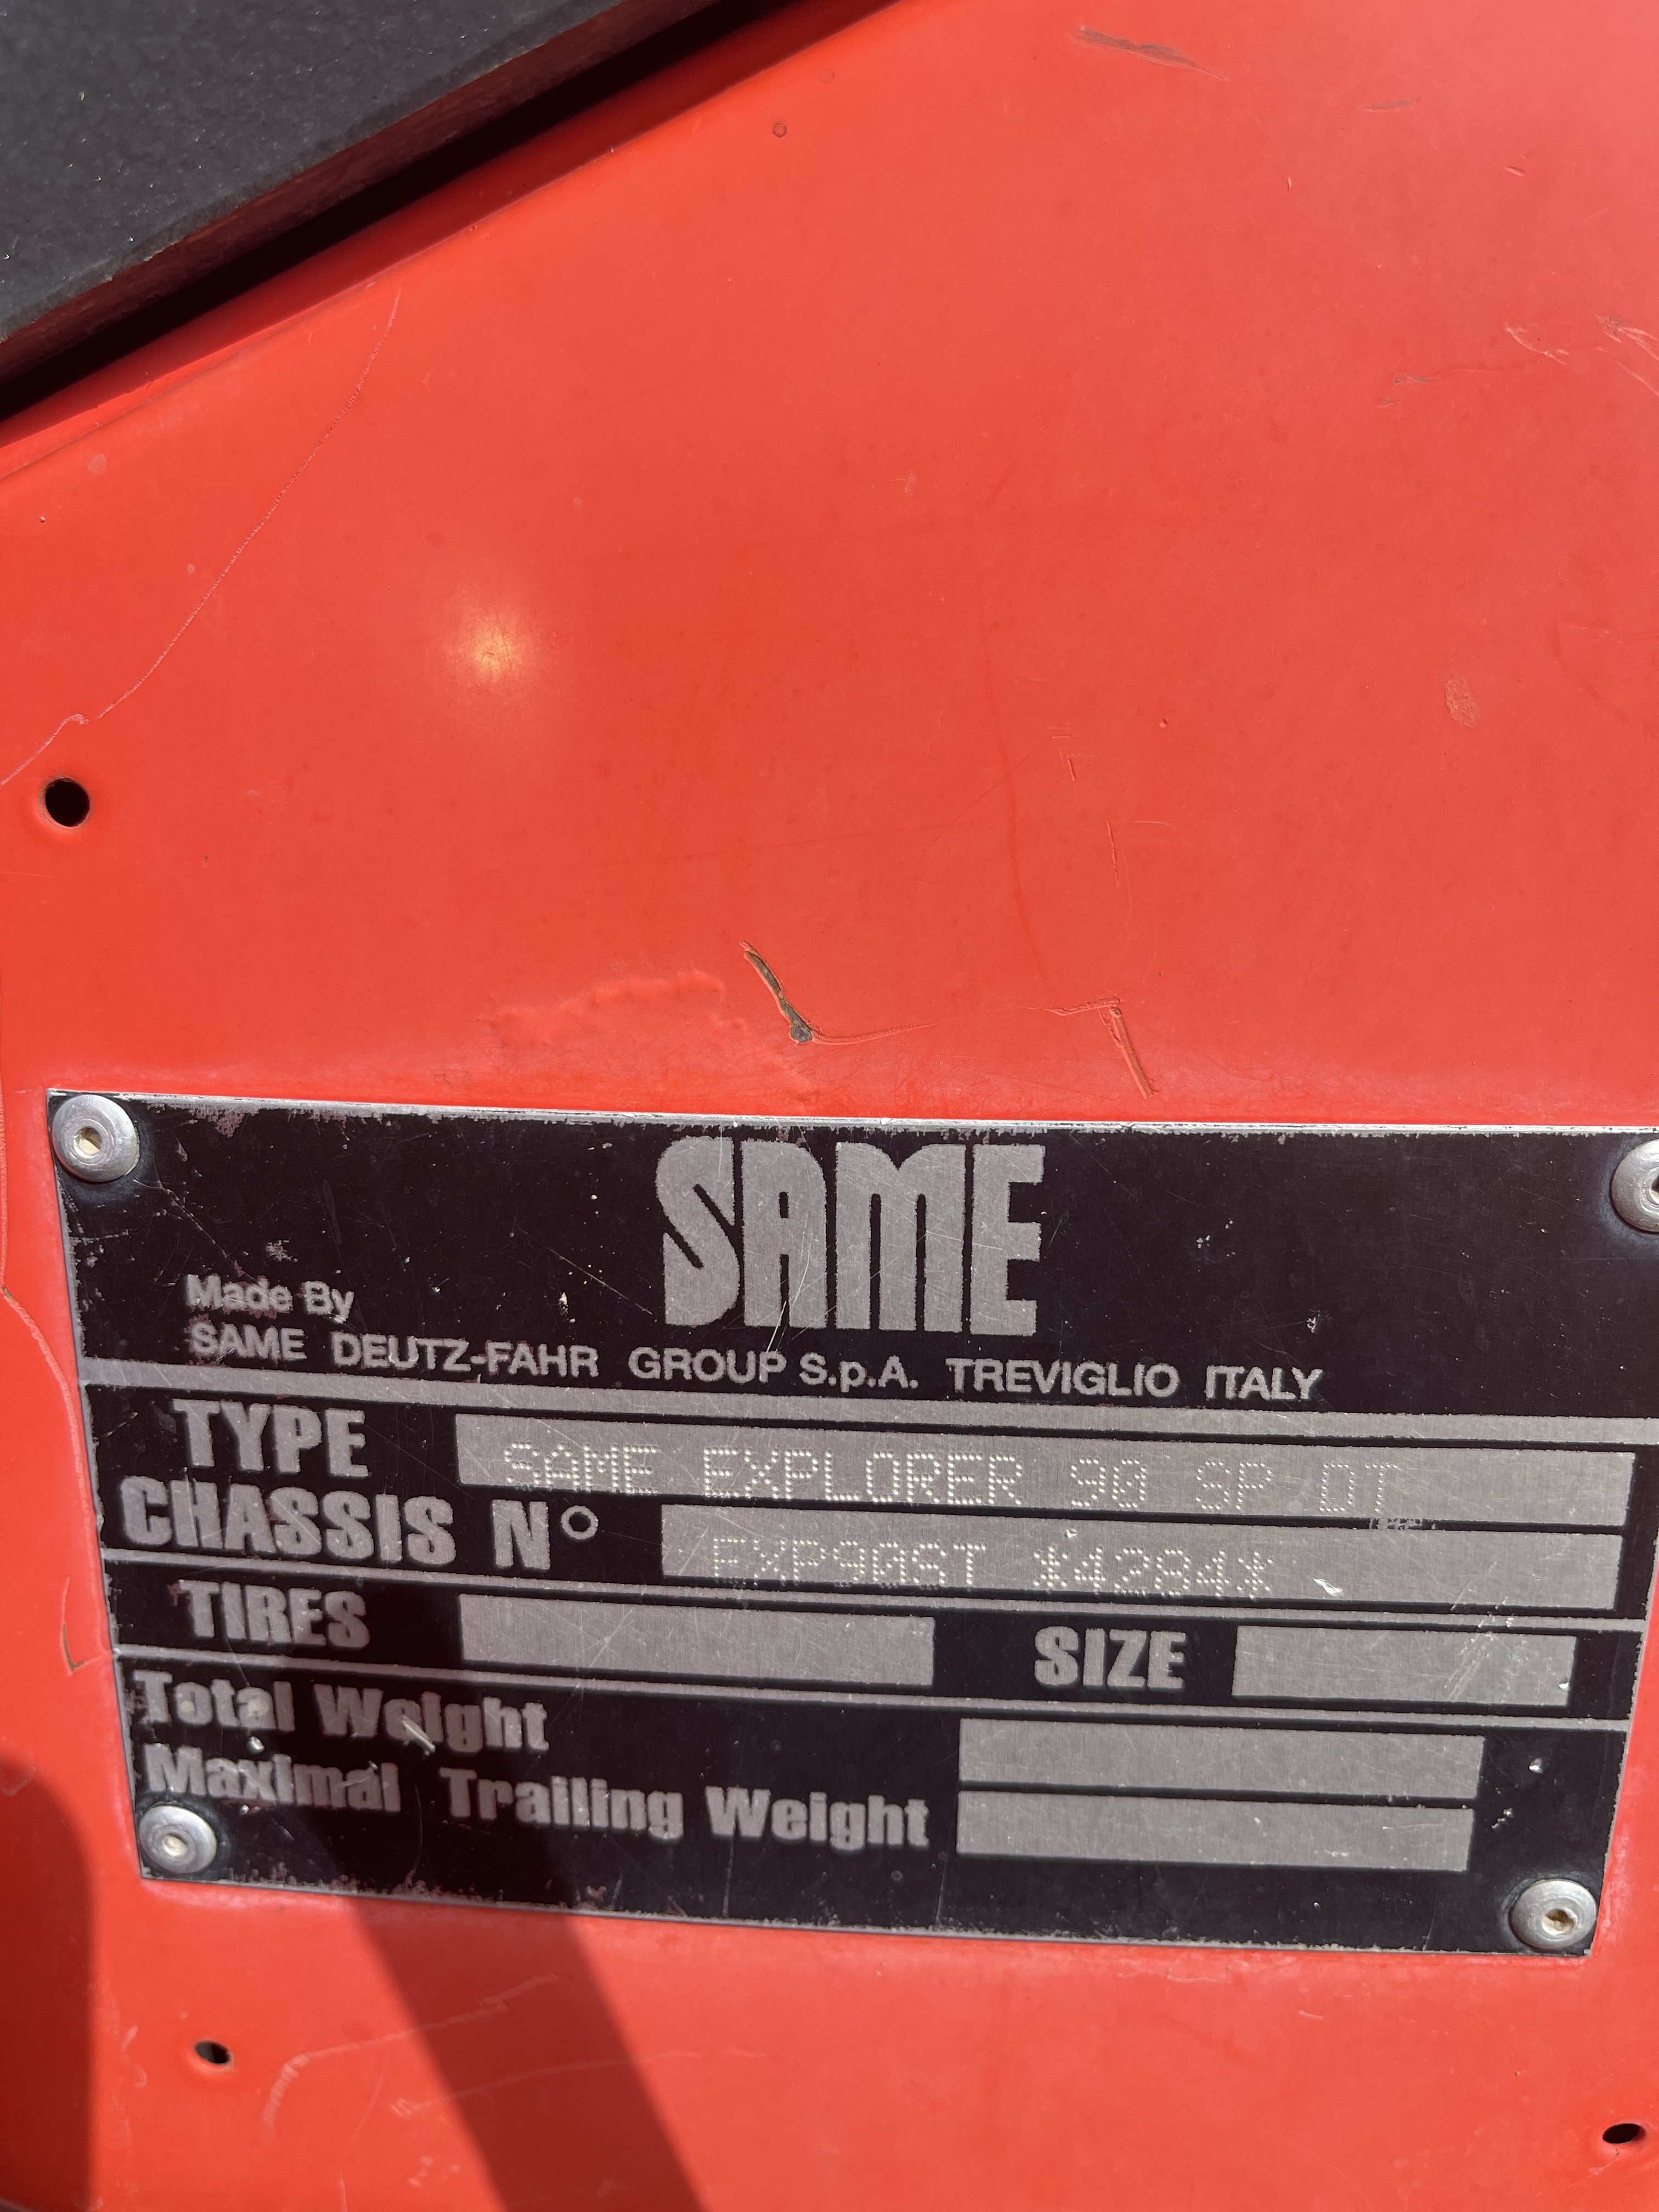 SAME
Made By
SAME DEUTZ-FAHR GROUP S.p.A. TREVIGLIO ITALY
TYPE SAME EXPLORER 90 SP DT
CHASSIS N° EXP90ST *4284*
TIRES SIZE
Total Weight
Maximal Trailing Weight